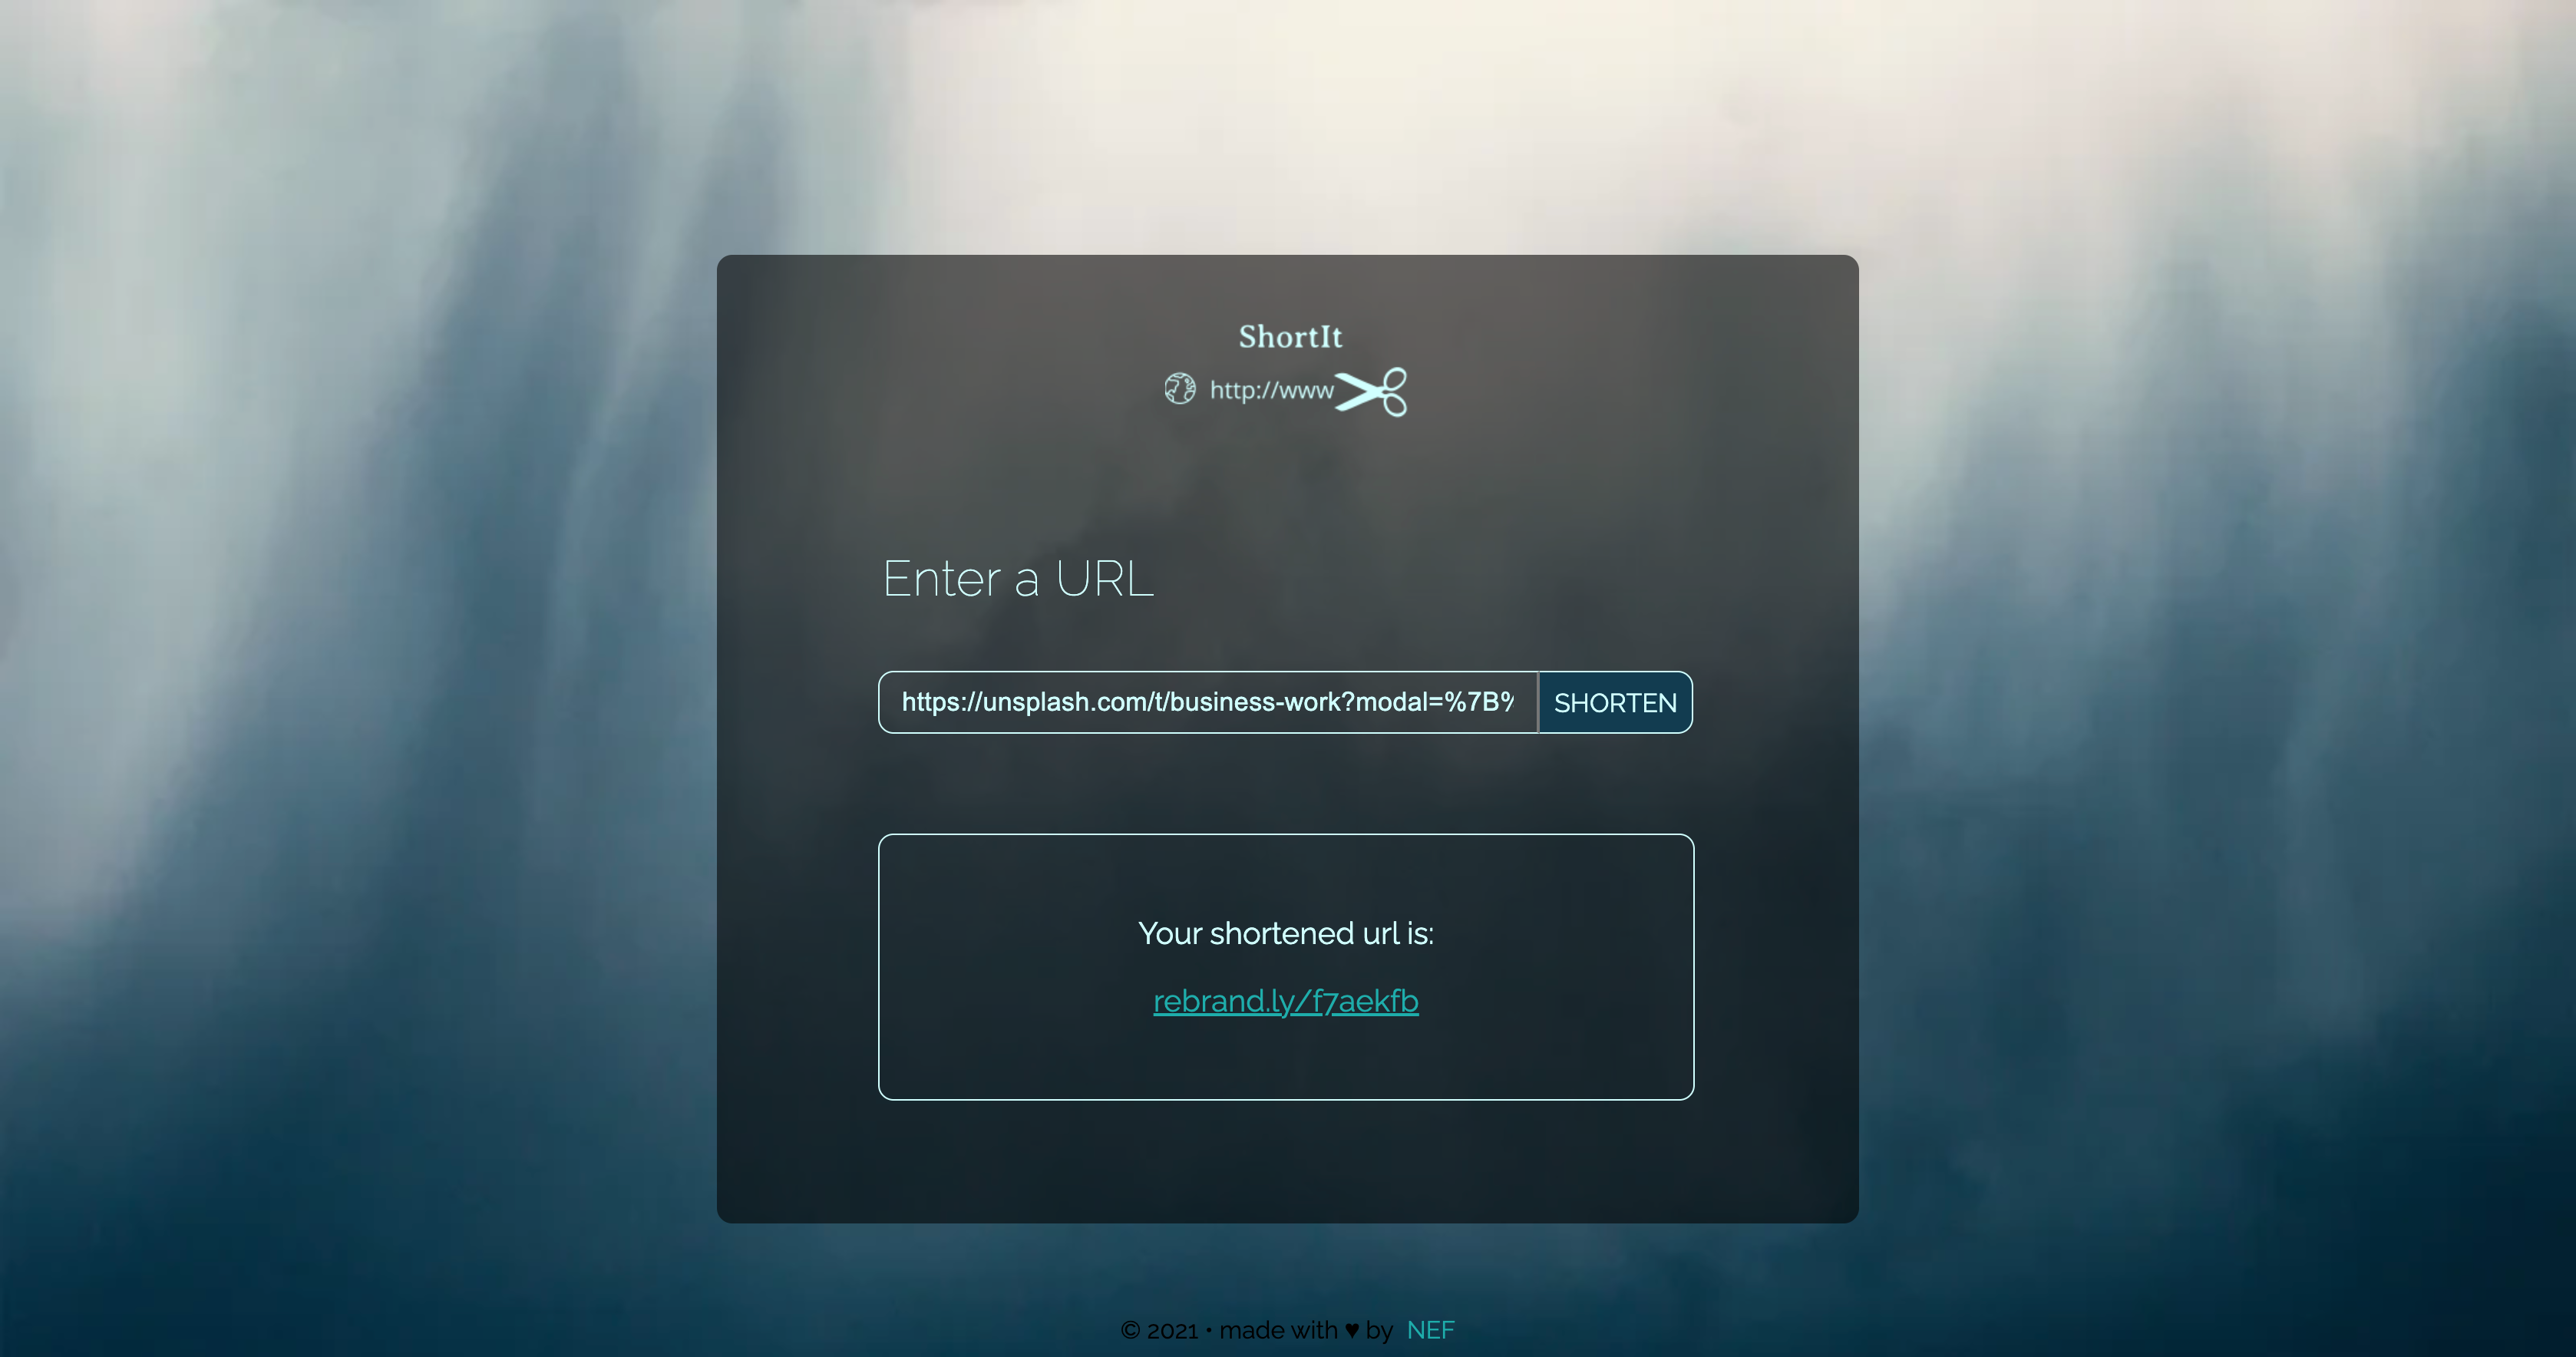 ShortIt
http://www
Enter a URL
https://unsplash.com/t/business-work?modal=%7B%
SHORTEN
Your shortened url is:
rebrand.ly/f7aekfb
© 2021 • made with ♥ by NEF